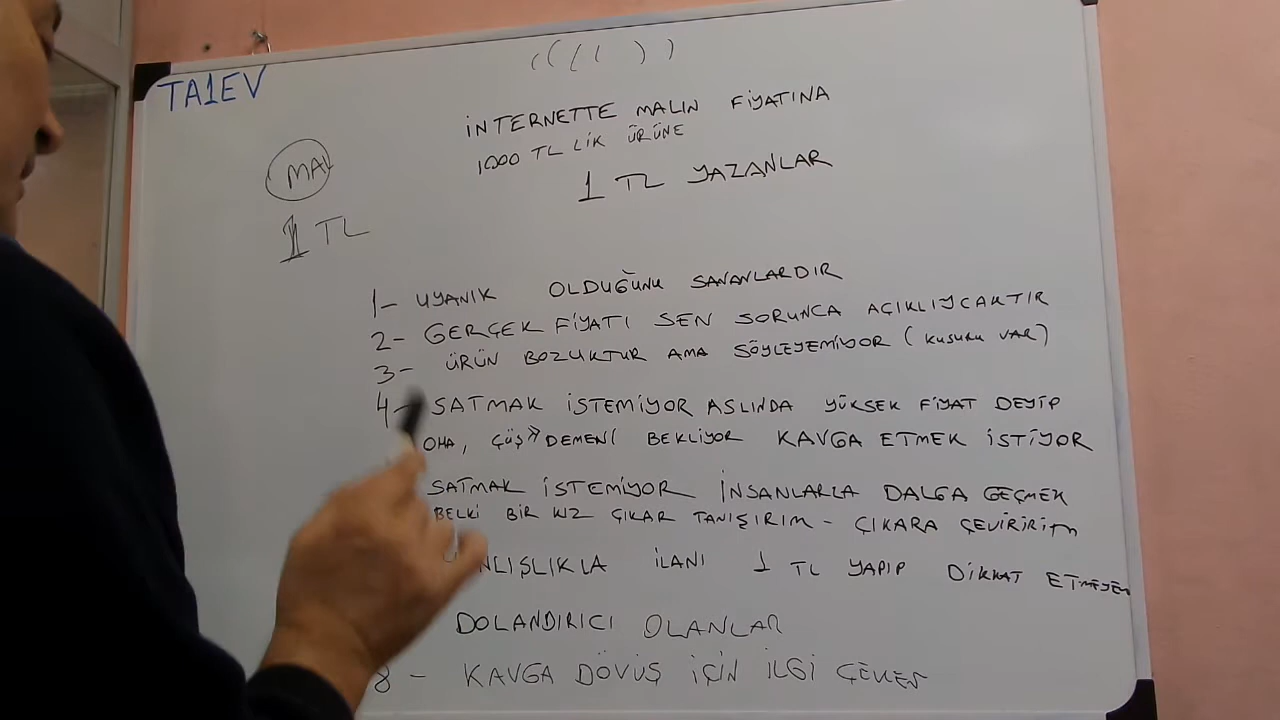 TA1EV
İNTERNETTE MALIN FİYATINA
1000 TL LİK ÜRÜNE
1 TL YAZANLAR
MAL
1 TL
1- UYANIK OLDUĞUNU SANANLARDIR
2- GERÇEK FİYATI SEN SORUNCA AÇIKLIYCAKTIR
3- ÜRÜN BOZUKTUR AMA SÖYLEYEMİYOR (KUSURU VAR)
4- SATMAK İSTEMİYOR ASLINDA YÜKSEK FİYAT DEYİP
OHA, ÇÜŞ» DEMENİ BEKLİYOR KAVGA ETMEK İSTİYOR
SATMAK İSTEMİYOR İNSANLARLA DALGA GEÇMEK
BELKİ BİR KIZ ÇIKAR TANIŞIRIM - ÇIKARA ÇEVİRİRİM
NLIŞLIKLA İLANI 1 TL YAPIP DİKKAT ETMEYEN
DOLANDIRICI OLANLAR
8- KAVGA DÖVÜŞ İÇİN İLGİ ÇEKER